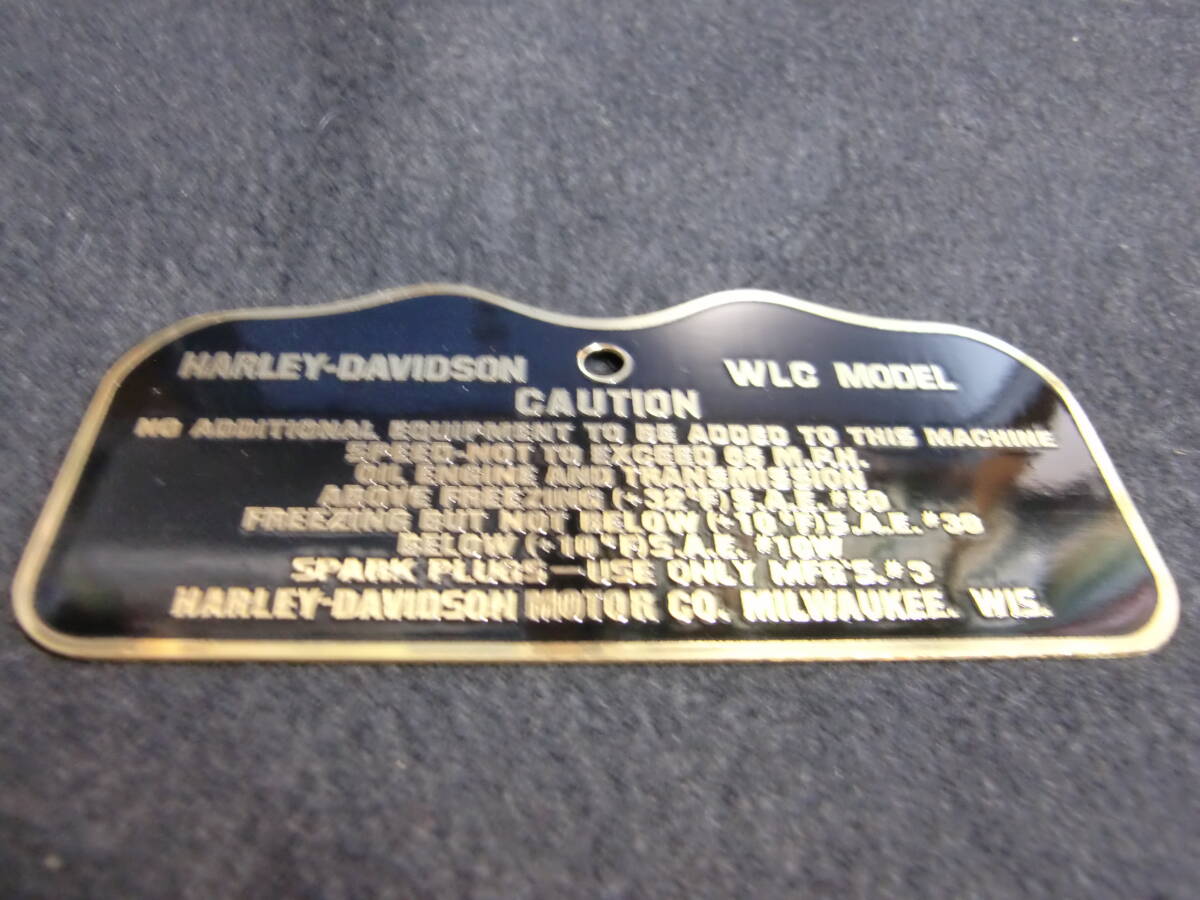 HARLEY-DAVIDSON WLC MODEL
CAUTION
NO ADDITIONAL EQUIPMENT TO BE ADDED TO THIS MACHINE
SPEED-NOT TO EXCEED 65 M.P.H.
OIL ENGINE AND TRANSMISSION
ABOVE FREEZING (+32°F) S.A.E. #50
FREEZING BUT NOT BELOW (+10°F) S.A.E. #30
BELOW (+10°F) S.A.E. #10W
SPARK PLUGS—USE ONLY MFG'S. #3
HARLEY-DAVIDSON MOTOR CO. MILWAUKEE. WIS.